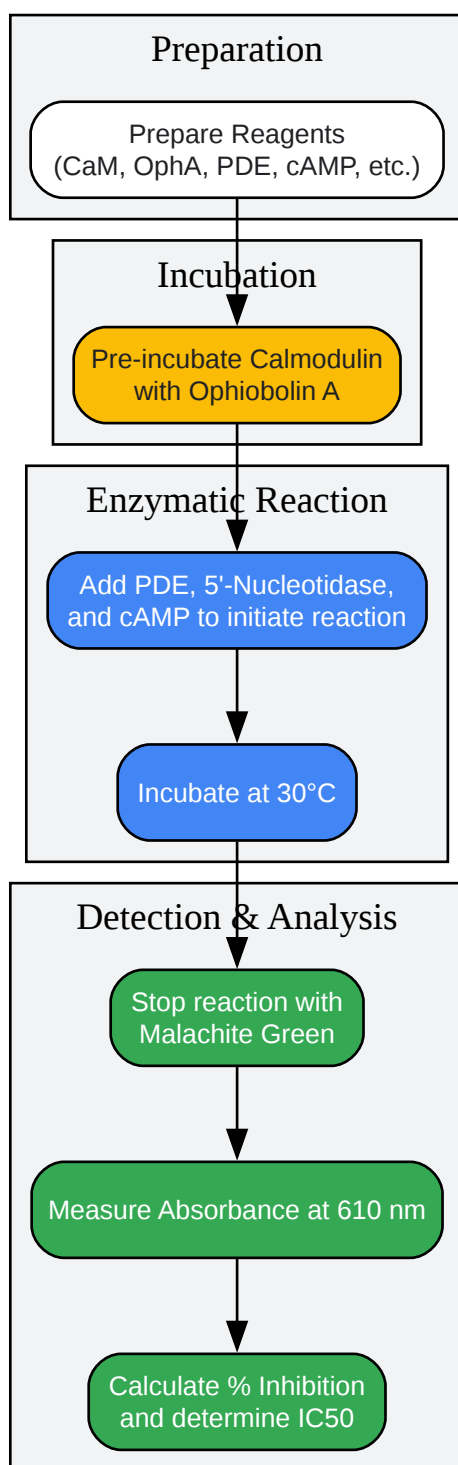 Preparation
Prepare Reagents
(CaM, OphA, PDE, cAMP, etc.)
Incubation
Pre-incubate Calmodulin
with Ophiobolin A
Enzymatic Reaction
Add PDE, 5'-Nucleotidase,
and cAMP to initiate reaction
Incubate at 30°C
Detection & Analysis
Stop reaction with
Malachite Green
Measure Absorbance at 610 nm
Calculate % Inhibition
and determine IC50